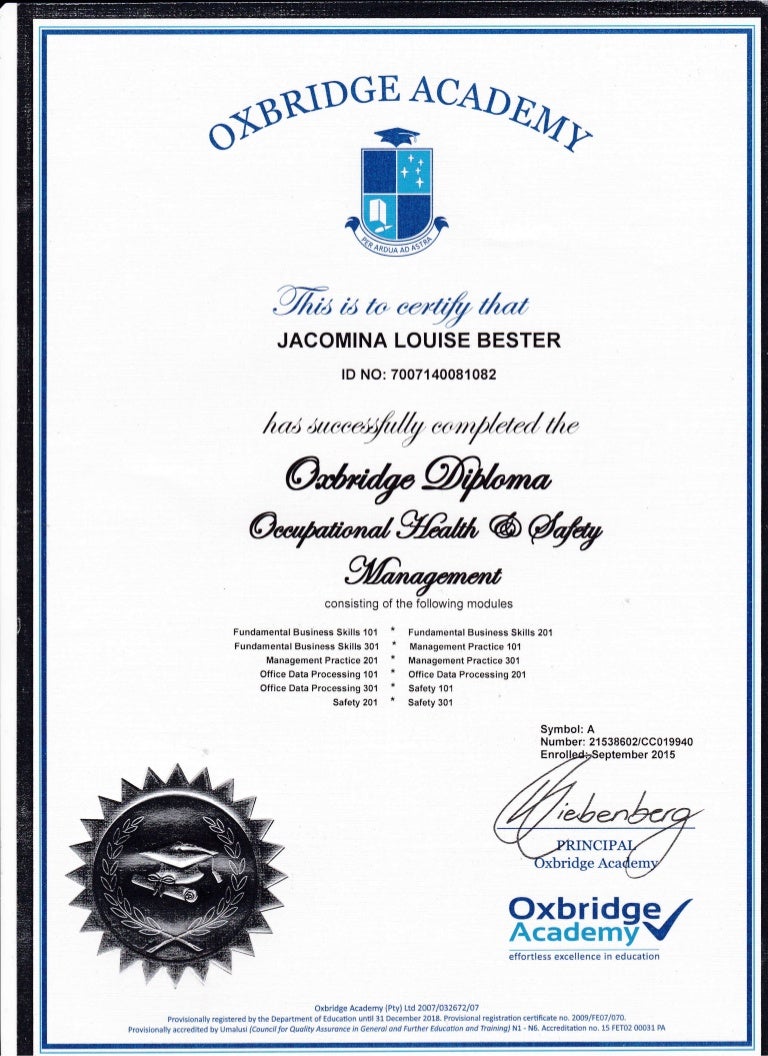 OXBRIDGE ACADEMY
PER ARDUA AD ASTRA
This is to certify that
JACOMINA LOUISE BESTER
ID NO: 7007140081082
has successfully completed the
Oxbridge Diploma
Occupational Health & Safety
Management
consisting of the following modules
Fundamental Business Skills 101 * Fundamental Business Skills 201
Fundamental Business Skills 301 * Management Practice 101
Management Practice 201 * Management Practice 301
Office Data Processing 101 * Office Data Processing 201
Office Data Processing 301 * Safety 101
Safety 201 * Safety 301
Symbol: A
Number: 21538602/CC019940
Enrolled: September 2015
Liebenberg
PRINCIPAL
Oxbridge Academy
Oxbridge
Academy
effortless excellence in education
Oxbridge Academy (Pty) Ltd 2007/032672/07
Provisionally registered by the Department of Education until 31 December 2018. Provisional registration certificate no. 2009/FE07/070.
Provisionally accredited by Umalusi (Council for Quality Assurance in General and Further Education and Training) N1 - N6. Accreditation no. 15 FET02 00031 PA